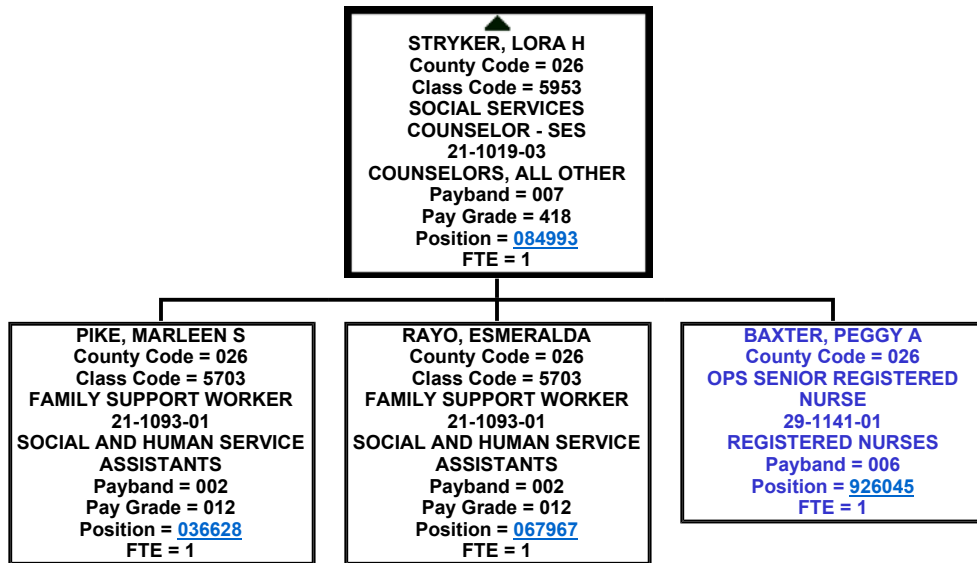 STRYKER, LORA H
County Code = 026
Class Code = 5953
SOCIAL SERVICES
COUNSELOR - SES
21-1019-03
COUNSELORS, ALL OTHER
Payband = 007
Pay Grade = 418
Position = 084993
FTE = 1
PIKE, MARLEEN S
County Code = 026
Class Code = 5703
FAMILY SUPPORT WORKER
21-1093-01
SOCIAL AND HUMAN SERVICE
ASSISTANTS
Payband = 002
Pay Grade = 012
Position = 036628
FTE = 1
RAYO, ESMERALDA
County Code = 026
Class Code = 5703
FAMILY SUPPORT WORKER
21-1093-01
SOCIAL AND HUMAN SERVICE
ASSISTANTS
Payband = 002
Pay Grade = 012
Position = 067967
FTE = 1
BAXTER, PEGGY A
County Code = 026
OPS SENIOR REGISTERED
NURSE
29-1141-01
REGISTERED NURSES
Payband = 006
Position = 926045
FTE = 1